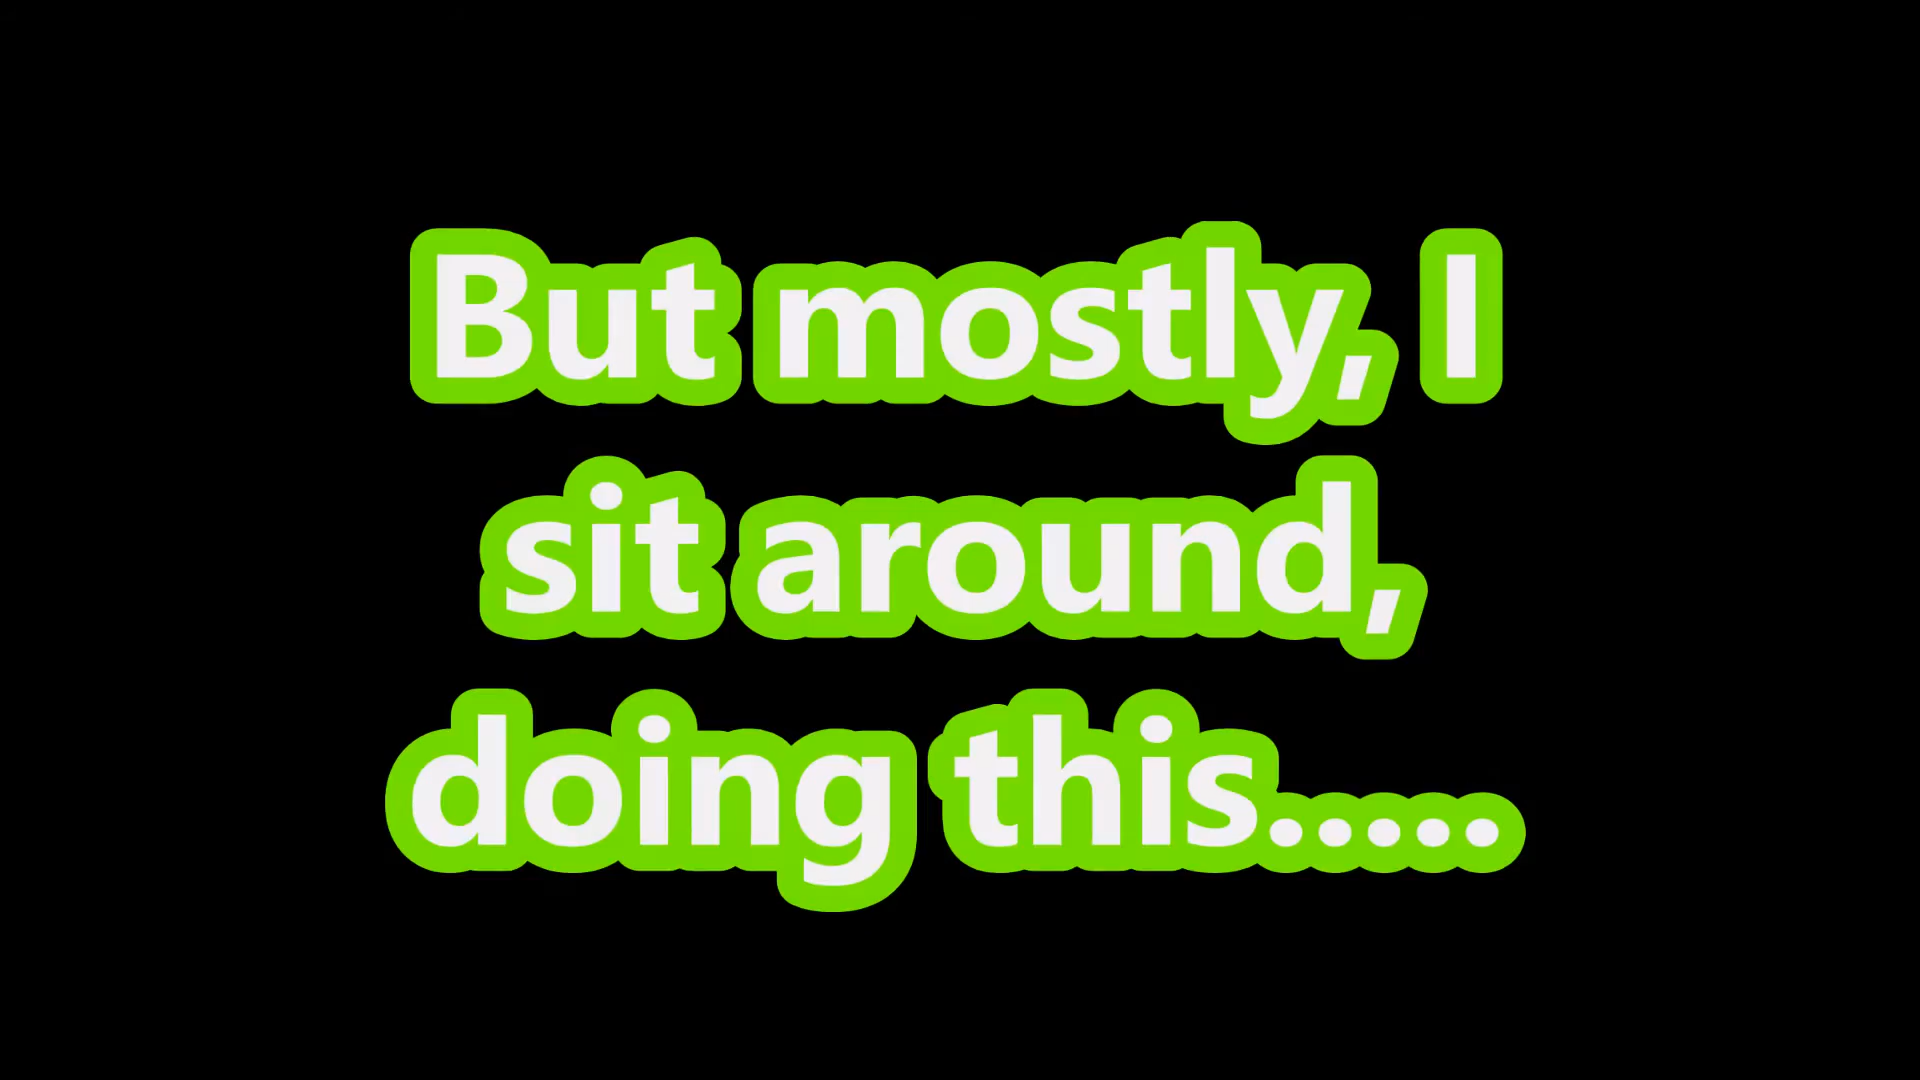 But mostly, I
sit around,
doing this.....